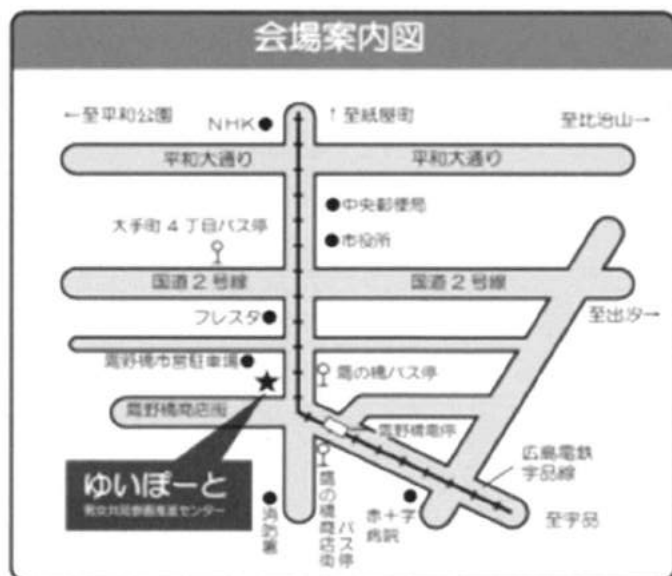 会場案内図
←至平和公園
NHK
↑至紙屋町
至比治山→
平和大通り
平和大通り
中央郵便局
大手町4丁目バス停
市役所
国道2号線
国道2号線
フレスタ
至出汐→
鷹野橋市営駐車場
鷹の橋バス停
鷹野橋商店街
鷹野橋電停
広島電鉄
宇品線
ゆいぽーと
男女共同参画推進センター
消防署
鷹の橋商店街
バス停
赤十字
病院
至宇品